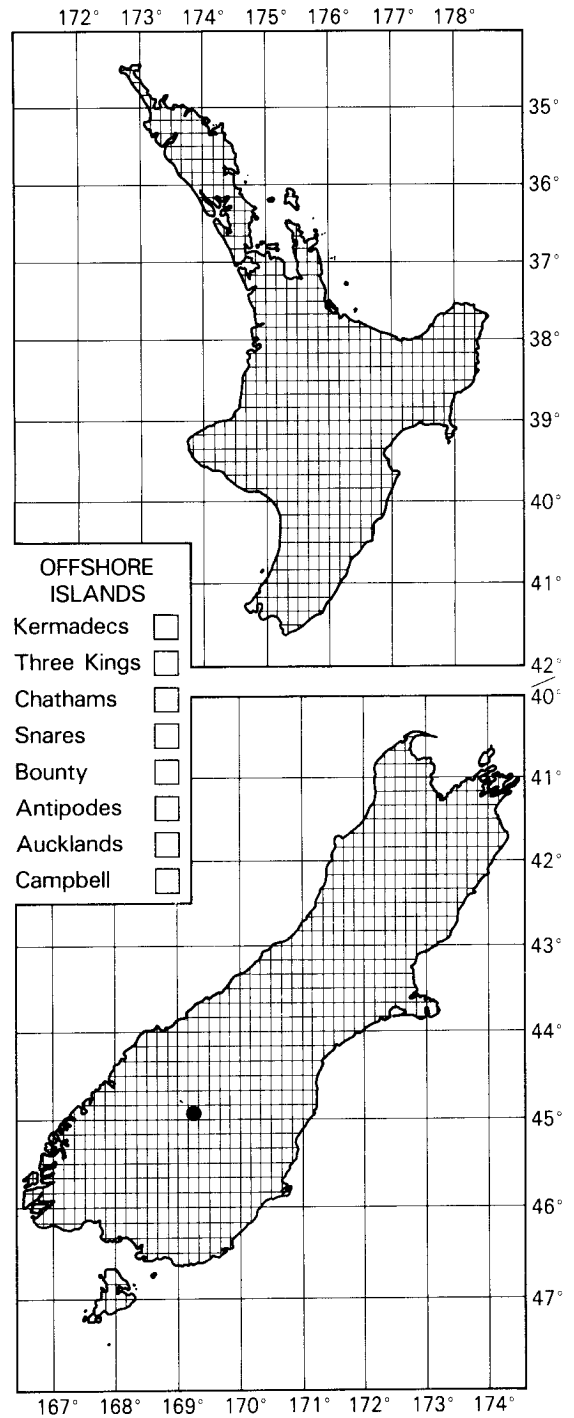 172° 173° 174° 175° 176° 177° 178°
35°
36°
37°
38°
39°
40°
41°
42°
OFFSHORE
ISLANDS
Kermadecs
Three Kings
Chathams
Snares
Bounty
Antipodes
Aucklands
Campbell
40°
41°
42°
43°
44°
45°
46°
47°
167° 168° 169° 170° 171° 172° 173° 174°